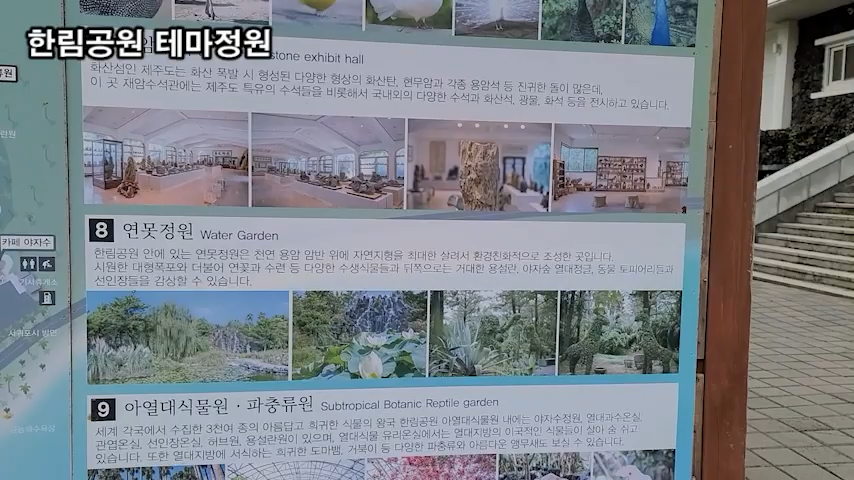 한림공원 테마정원
stone exhibit hall
화산섬인 제주도는 화산 폭발 시 형성된 다양한 형상의 화산탄, 현무암과 각종 용암석 등 진귀한 돌이 많은데,
이 곳 재암수석관에는 제주도 특유의 수석들을 비롯해서 국내외의 다양한 수석과 화산석, 광물, 화석 등을 전시하고 있습니다.
카페 야자수
8 연못정원 Water Garden
한림공원 안에 있는 연못정원은 천연 용암 암반 위에 자연지형을 최대한 살려서 환경친화적으로 조성한 곳입니다.
시원한 대형폭포와 더불어 연꽃과 수련 등 다양한 수생식물들과 뒤쪽으로는 거대한 용설란, 야자숲 열대정글, 동물 토피어리들과
선인장들을 감상할 수 있습니다.
서귀포시 방면
9 아열대식물원 · 파충류원 Subtropical Botanic Reptile garden
세계 각국에서 수집한 3천여 종의 아름답고 희귀한 식물의 왕국 한림공원 아열대식물원 내에는 야자수정원, 열대과수온실,
관엽온실, 선인장온실, 허브원, 용설란원이 있으며, 열대식물 유리온실에서는 열대지방의 이국적인 식물들이 살아 숨 쉬고
있습니다. 또한 열대지방에 서식하는 희귀한 도마뱀, 거북이 등 다양한 파충류와 아름다운 앵무새도 보실 수 있습니다.